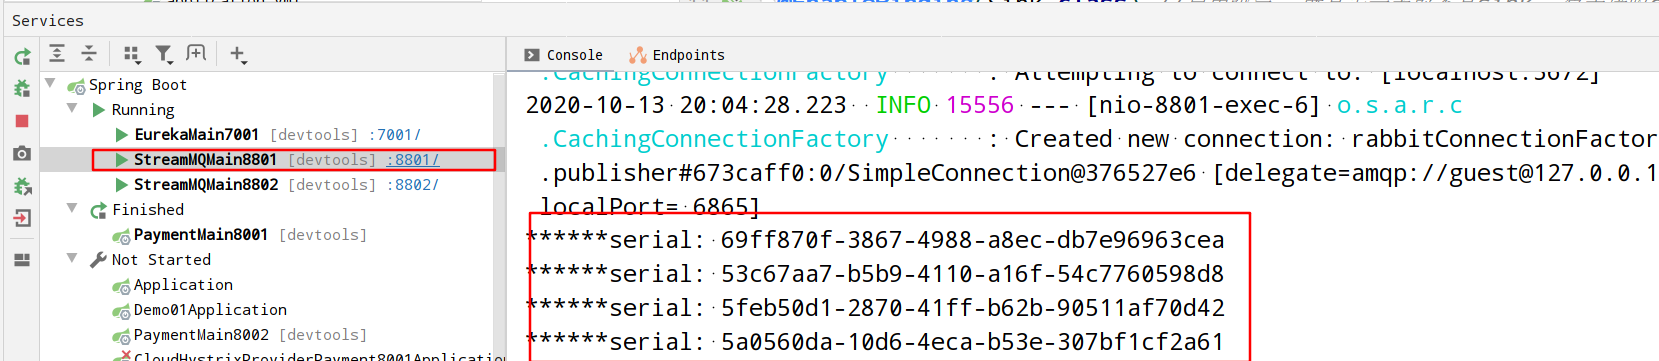 Services
Console
Endpoints
Spring Boot
Running
EurekaMain7001 [devtools] :7001/
StreamMQMain8801 [devtools] :8801/
StreamMQMain8802 [devtools] :8802/
Finished
PaymentMain8001
Not Started
Application
Demo01Application
PaymentMain8002 [devtools]
CloudHystrixProviderPayment8001Application
.CachingConnectionFactory : Attempting to connect to: [localhost:5672]
2020-10-13 20:04:28.223 INFO 15556 --- [nio-8801-exec-6] o.s.a.r.c
.CachingConnectionFactory : Created new connection: rabbitConnectionFactor
.publisher#673caff0:0/SimpleConnection@376527e6 [delegate=amqp://guest@127.0.0.1
localPort= 6865]
******serial: 69ff870f-3867-4988-a8ec-db7e96963cea
******serial: 53c67aa7-b5b9-4110-a16f-54c7760598d8
******serial: 5feb50d1-2870-41ff-b62b-90511af70d42
******serial: 5a0560da-10d6-4eca-b53e-307bf1cf2a61